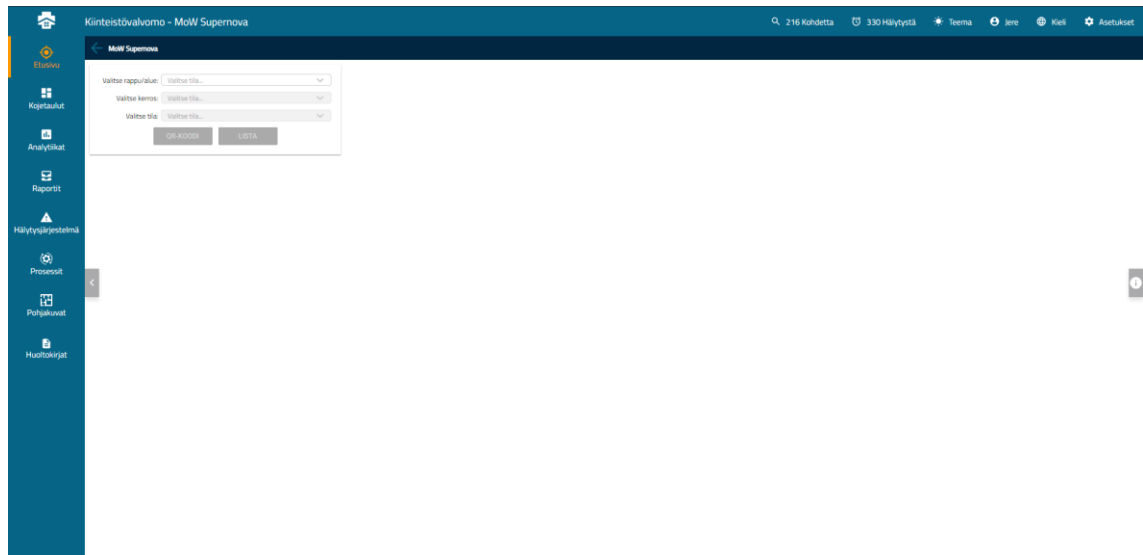 Kiinteistövalvomo - MoW Supernova
216 Kohdetta
330 Hälytystä
Teema
Jere
Kieli
Asetukset
MoW Supernova
Etusivu
Kojetaulut
Analytiikat
Raportit
Hälytysjärjestelmä
Prosessit
Pohjakuvat
Huoltokirjat
Valitse rappu/alue: Valitse tila...
Valitse kerros: Valitse tila...
Valitse tila: Valitse tila...
QR-KOODI LISTA